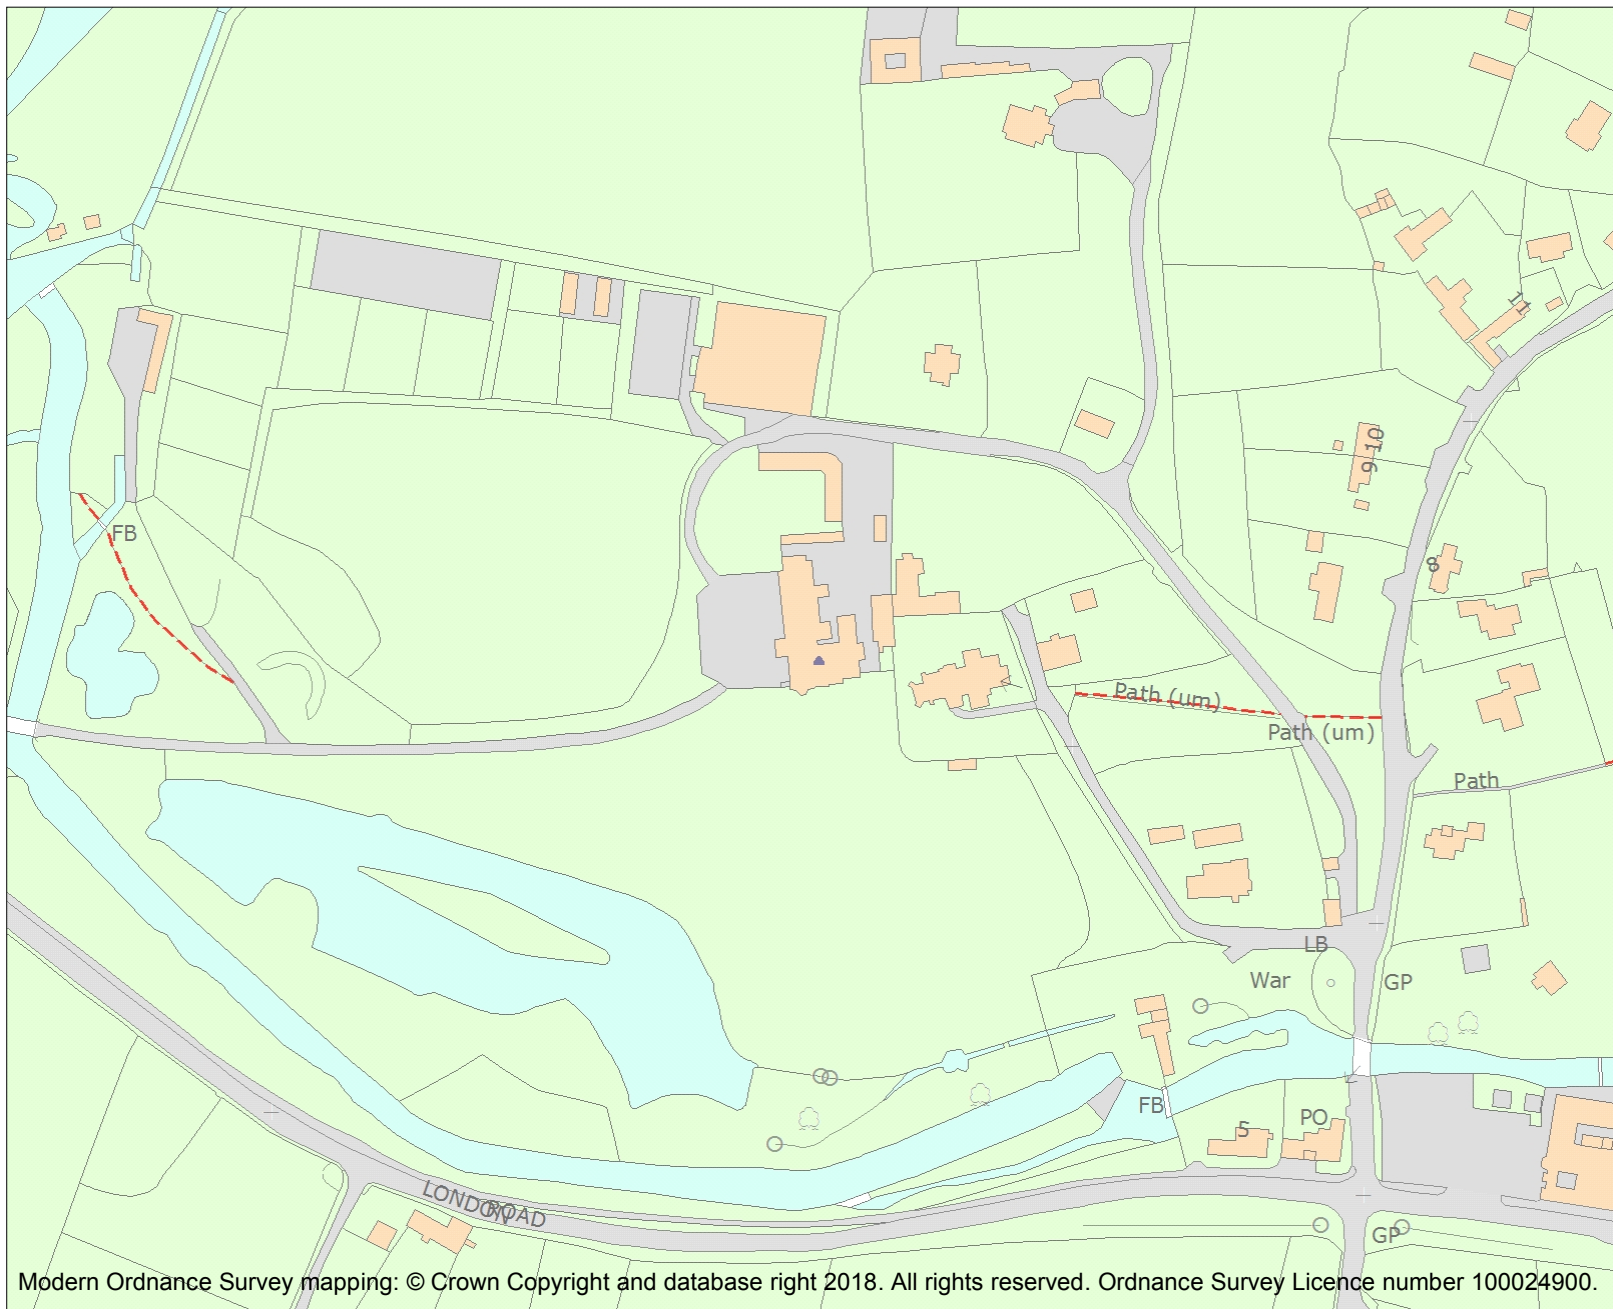 11
9 10
FB
8
Path (um)
Path (um)
Path
LB
War
GP
FB
PO
5
LONDON ROAD
GP
Modern Ordnance Survey mapping: © Crown Copyright and database right 2018. All rights reserved. Ordnance Survey Licence number 100024900.